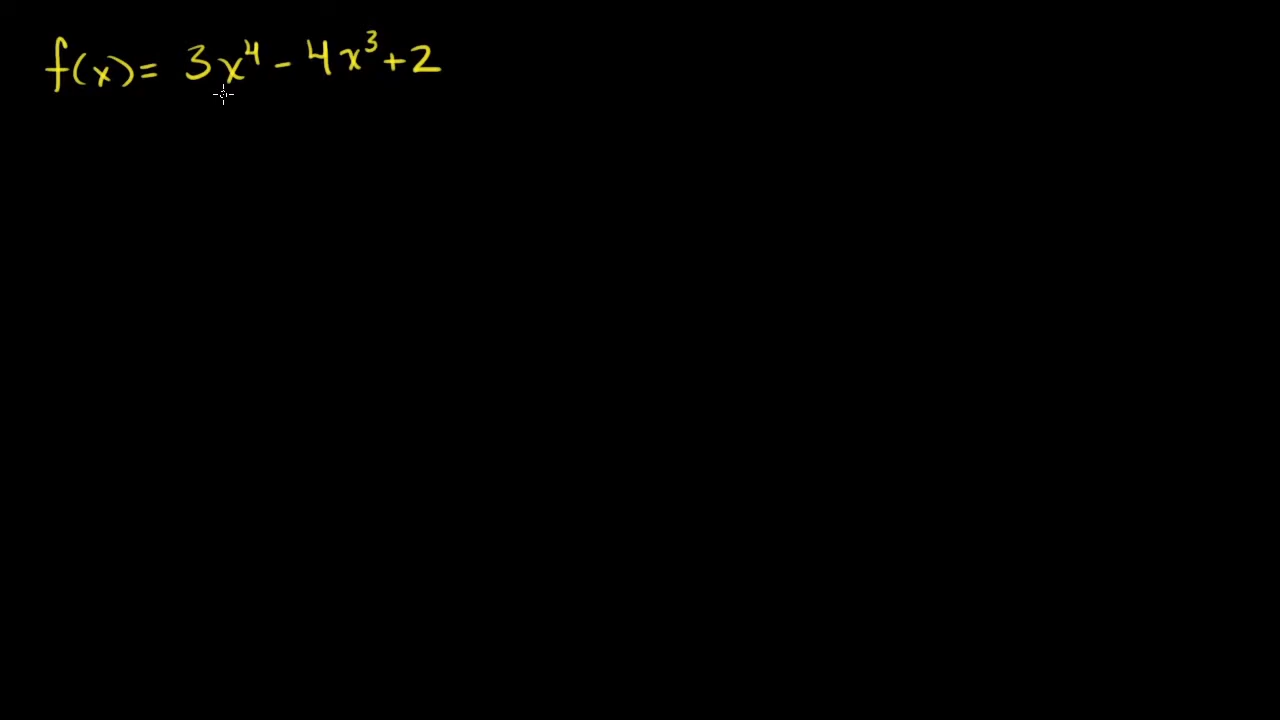 f(x) = 3x⁴ - 4x³ + 2